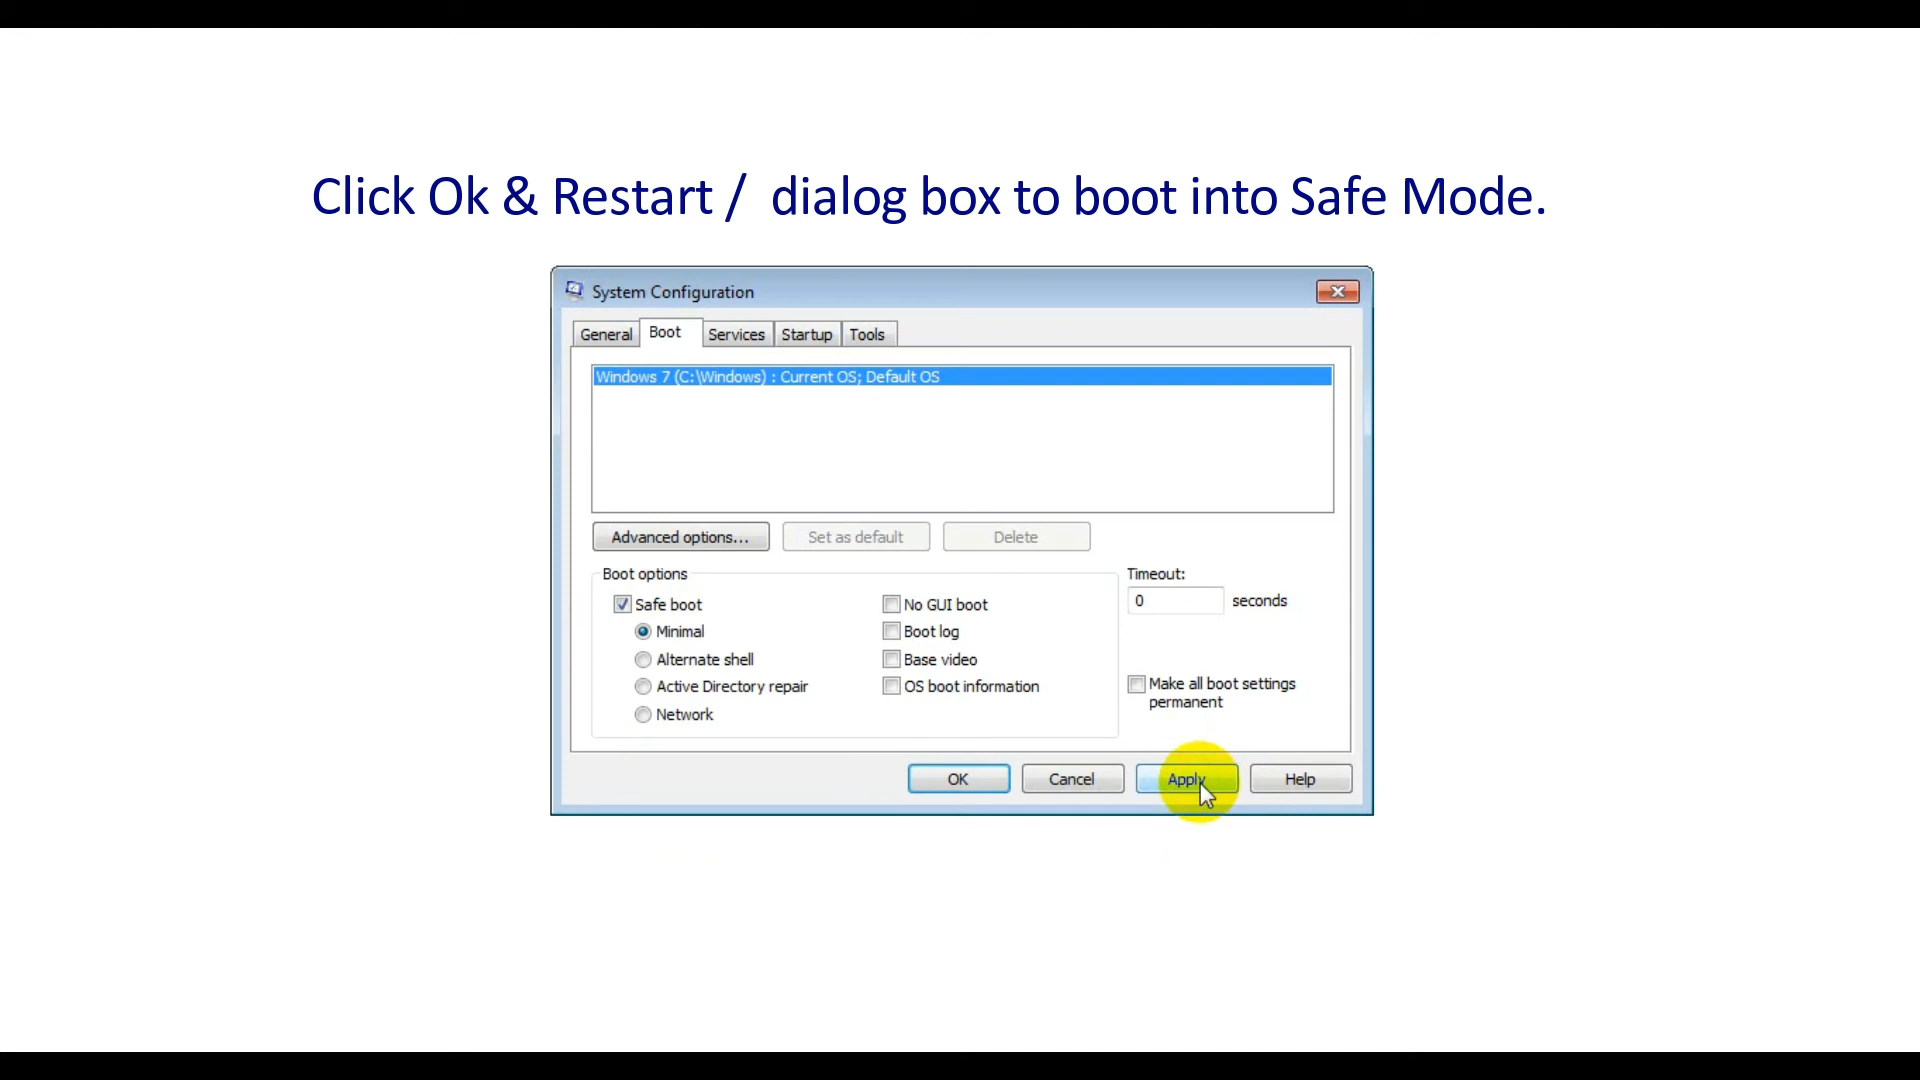 Click Ok & Restart /  dialog box to boot into Safe Mode.
System Configuration
General Boot Services Startup Tools
Windows 7 (C:\Windows) : Current OS; Default OS
Advanced options... Set as default Delete
Boot options Timeout:
Safe boot No GUI boot 0 seconds
Minimal Boot log
Alternate shell Base video
Active Directory repair OS boot information Make all boot settings
permanent
Network
OK Cancel Apply Help